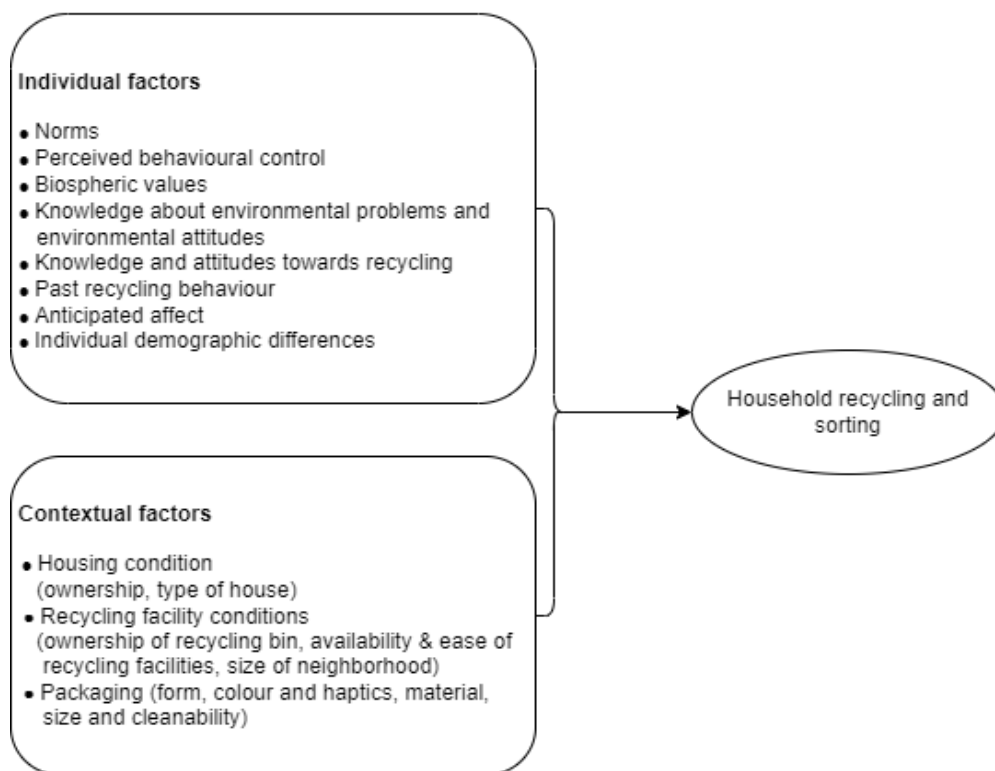 Individual factors
● Norms
● Perceived behavioural control
● Biospheric values
● Knowledge about environmental problems and
environmental attitudes
● Knowledge and attitudes towards recycling
● Past recycling behaviour
● Anticipated affect
● Individual demographic differences
Household recycling and
sorting
Contextual factors
● Housing condition
(ownership, type of house)
● Recycling facility conditions
(ownership of recycling bin, availability & ease of
recycling facilities, size of neighborhood)
● Packaging (form, colour and haptics, material,
size and cleanability)